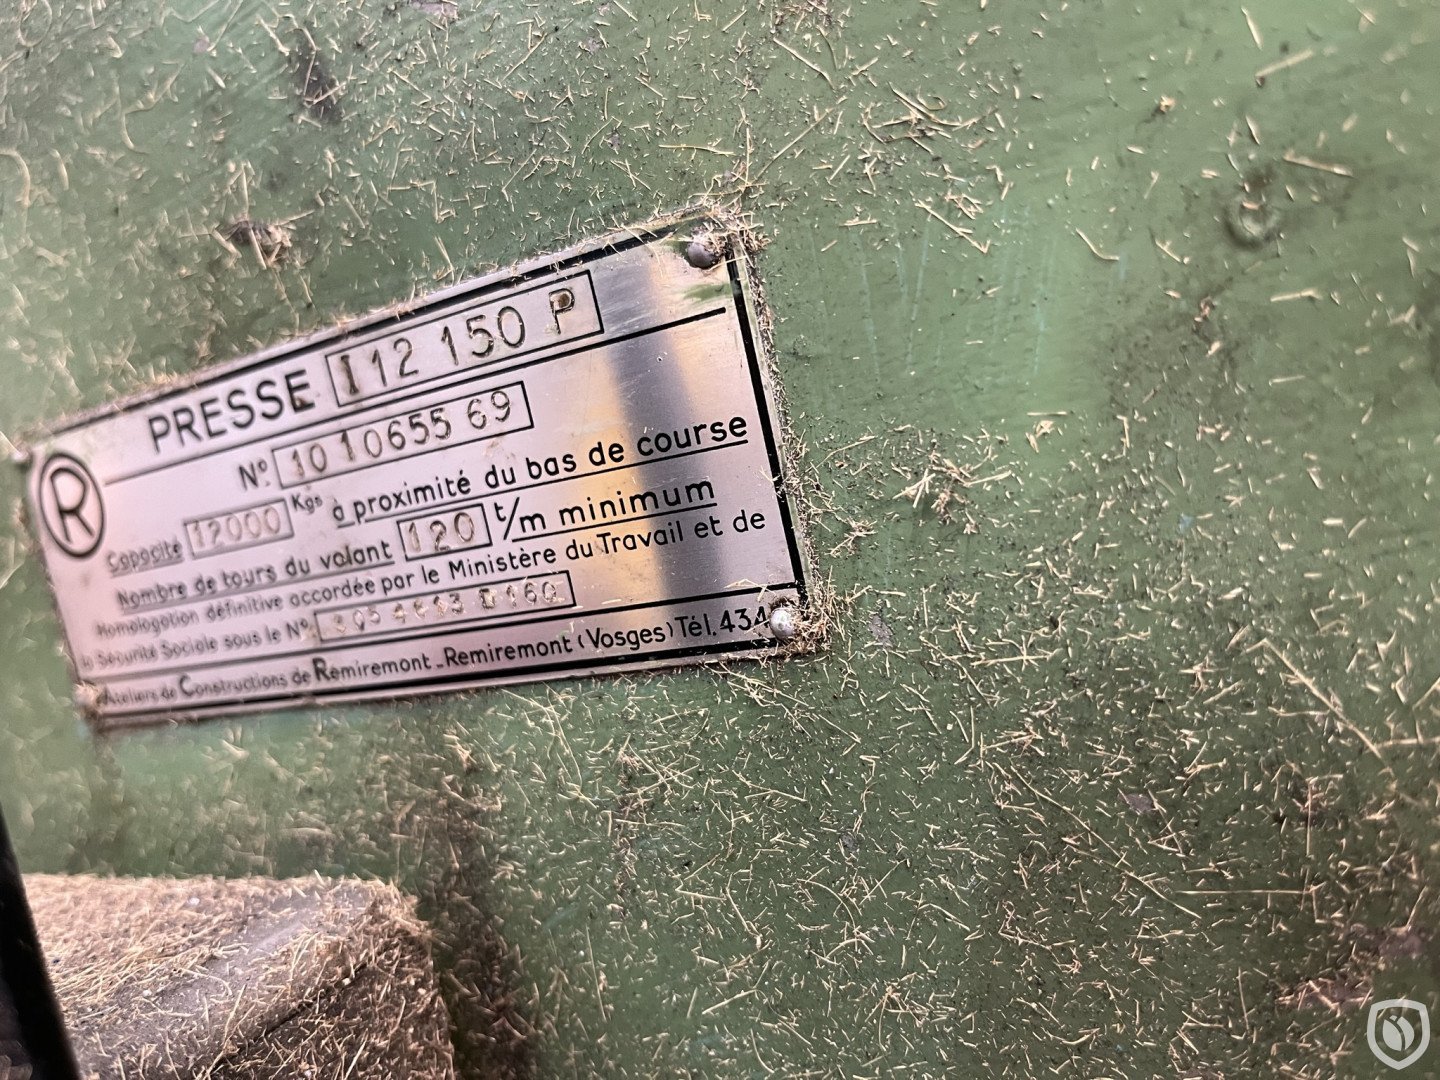 PRESSE I12 150 P
R
Nº. 10 10655 69
Capacité 12000 Kgs à proximité du bas de course
Nombre de tours du volant 120 t/m minimum
Homologation définitive accordée par le Ministère du Travail et de
la Sécurité Sociale sous le Nº
Ateliers de Constructions de Remiremont _ Remiremont (Vosges) Tél. 434